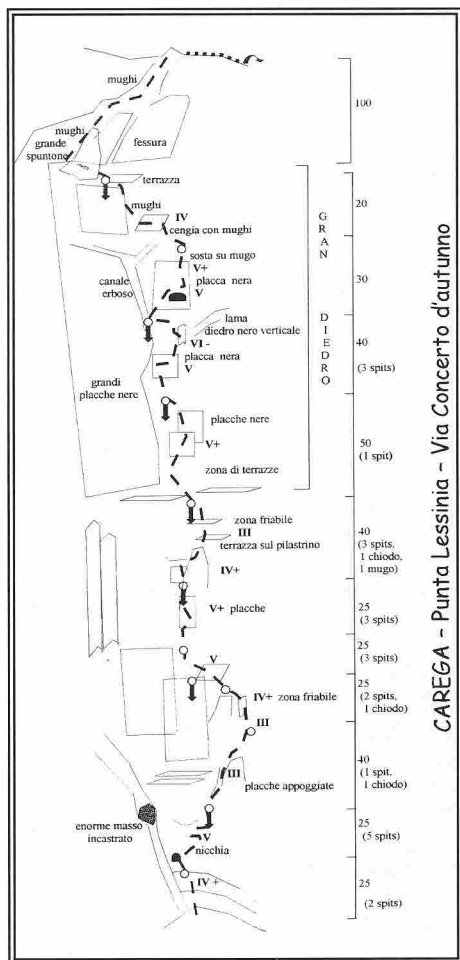 mughi
100
mughi
grande
spuntone
fessura
terrazza
20
mughi
IV
cengia con mughi
GRAN DIEDRO
sosta su mugo
V+
placca nera
V
30
canale
erboso
lama
diedro nero verticale
VI -
placca nera
V
40
(3 spits)
grandi
placche nere
placche nere
V+
50
(1 spit)
zona di terrazze
zona friabile
III
terrazza sul pilastrino
40
(3 spits,
1 chiodo,
1 mugo)
V
IV+
V+ placche
25
(3 spits)
25
(3 spits)
V
IV+ zona friabile
25
(2 spits,
1 chiodo)
III
III
placche appoggiate
40
(1 spit,
1 chiodo)
enorme masso
incastrato
V
nicchia
25
(5 spits)
IV +
25
(2 spits)
CAREGA - Punta Lessinia - Via Concerto d'autunno